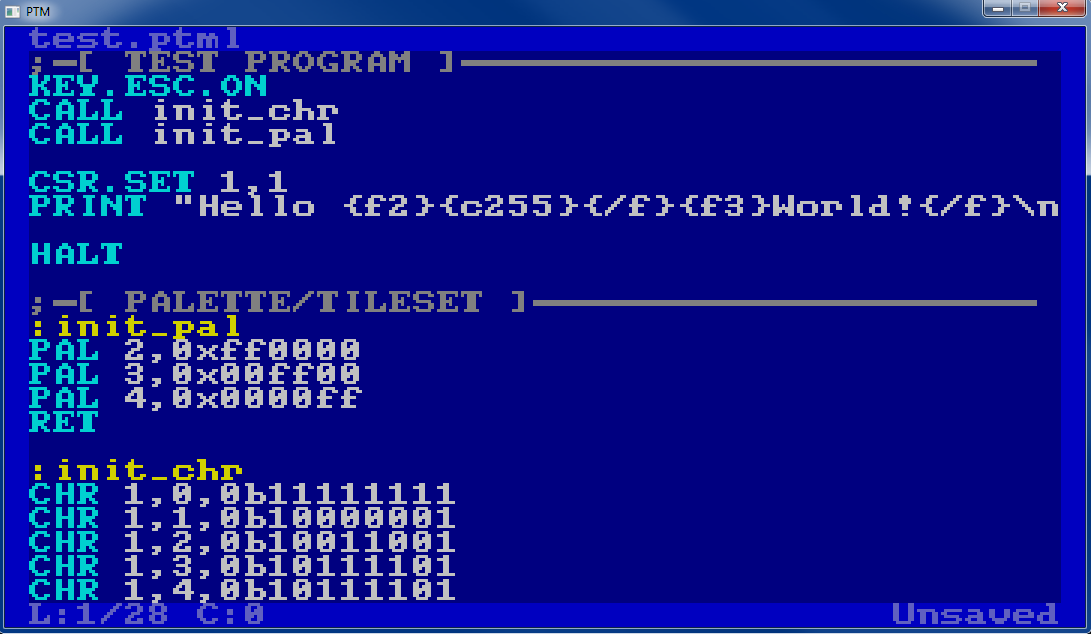 PTM
test.ptml
;─[ TEST PROGRAM ]────────────────────────
KEY.ESC.ON
CALL init_chr
CALL init_pal
CSR.SET 1,1
PRINT "Hello {f2}{c255}{/f}{f3}World!{/f}\n
HALT
;─[ PALETTE/TILESET ]─────────────────────
:init_pal
PAL 2,0xff0000
PAL 3,0x00ff00
PAL 4,0x0000ff
RET
:init_chr
CHR 1,0,0b11111111
CHR 1,1,0b10000001
CHR 1,2,0b10011001
CHR 1,3,0b10111101
CHR 1,4,0b10111101
L:1/28 C:0 Unsaved